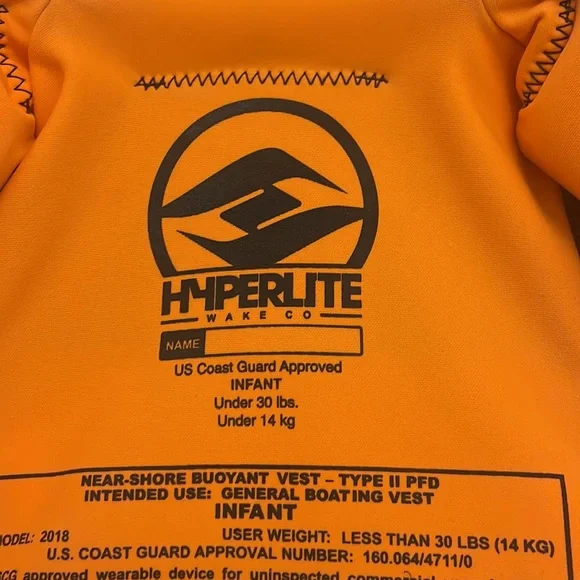 HYPERLITE
WAKE CO
NAME
US Coast Guard Approved
INFANT
Under 30 lbs.
Under 14 kg
NEAR-SHORE BUOYANT VEST – TYPE II PFD
INTENDED USE: GENERAL BOATING VEST
INFANT
MODEL: 2018 USER WEIGHT: LESS THAN 30 LBS (14 KG)
U.S. COAST GUARD APPROVAL NUMBER: 160.064/4711/0
approved wearable device for uninspected